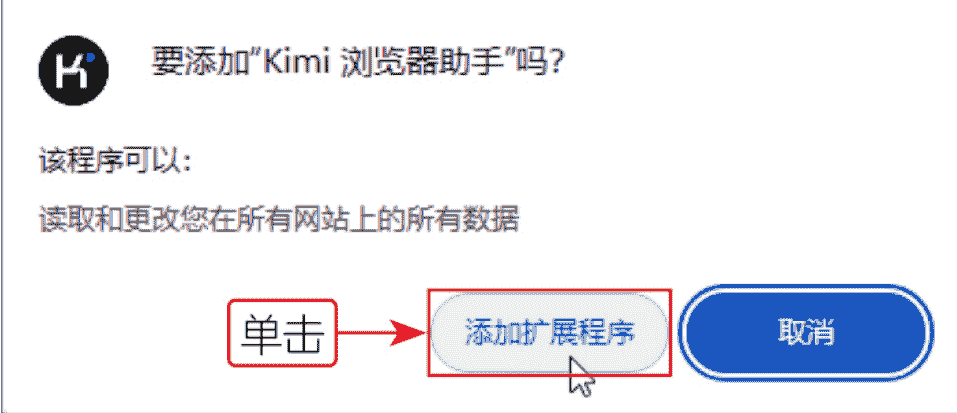 要添加"Kimi 浏览器助手"吗?
该程序可以:
读取和更改您在所有网站上的所有数据
单击
添加扩展程序
取消